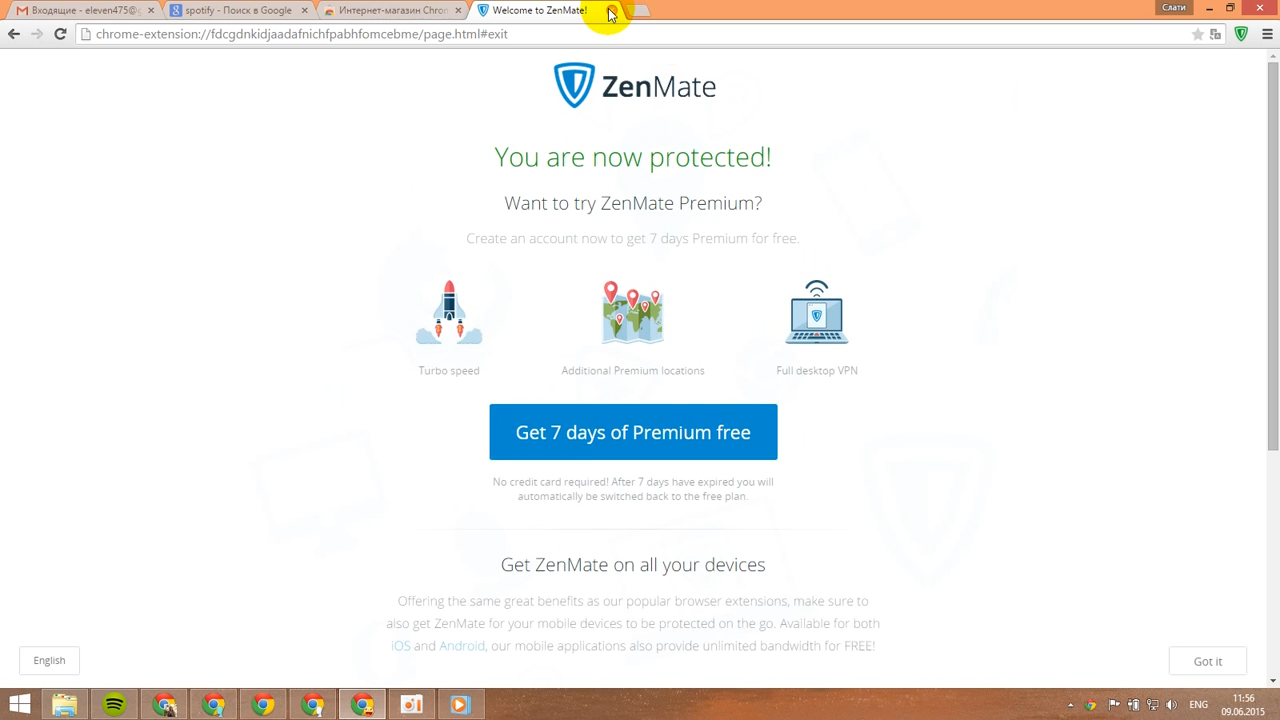 Входящие - eleven475@g
spotify - Поиск в Google
Интернет-магазин Chro
Welcome to ZenMate!
Слати
chrome-extension://fdcgdnkidjaadafnichfpabhfomcebme/page.html#exit
ZenMate
You are now protected!
Want to try ZenMate Premium?
Create an account now to get 7 days Premium for free.
Turbo speed
Additional Premium locations
Full desktop VPN
Get 7 days of Premium free
No credit card required! After 7 days have expired you will
automatically be switched back to the free plan.
Get ZenMate on all your devices
Offering the same great benefits as our popular browser extensions, make sure to
also get ZenMate for your mobile devices to be protected on the go. Available for both
iOS and Android, our mobile applications also provide unlimited bandwidth for FREE!
English
Got it
ENG
11:56
09.06.2015